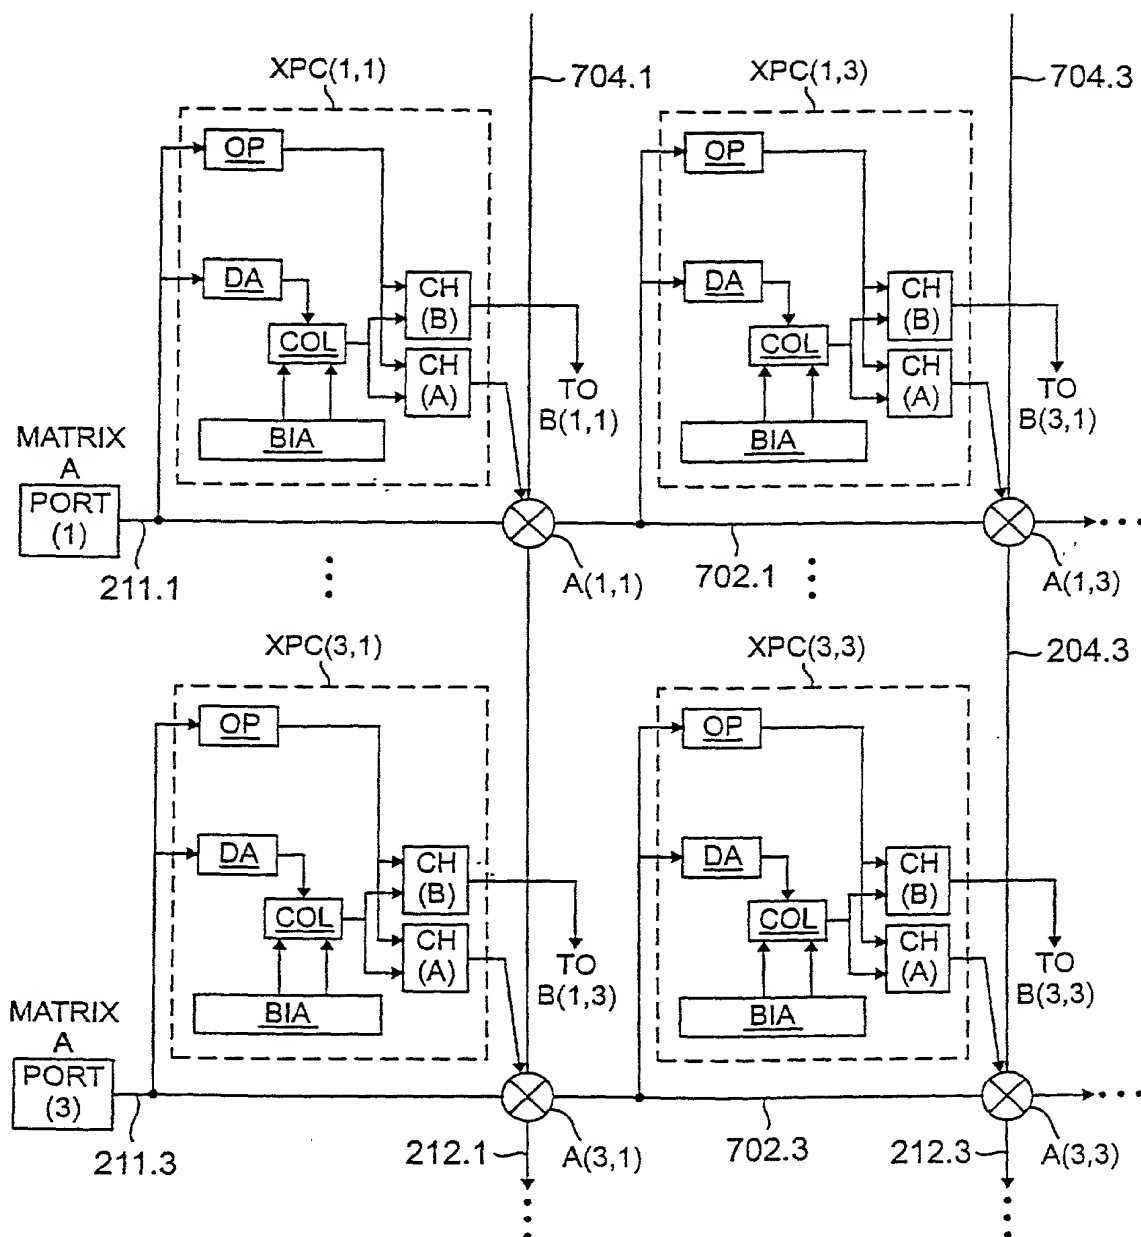 XPC(1,1)
704.1
XPC(1,3)
704.3
OP
OP
DA
DA
CH
(B)
CH
(B)
COL
COL
CH
(A)
CH
(A)
TO
B(1,1)
TO
B(3,1)
BIA
BIA
MATRIX
A
PORT
(1)
211.1
A(1,1)
702.1
A(1,3)
XPC(3,1)
XPC(3,3)
204.3
OP
OP
DA
DA
CH
(B)
CH
(B)
COL
COL
CH
(A)
CH
(A)
TO
B(1,3)
TO
B(3,3)
BIA
BIA
MATRIX
A
PORT
(3)
211.3
212.1
A(3,1)
702.3
212.3
A(3,3)